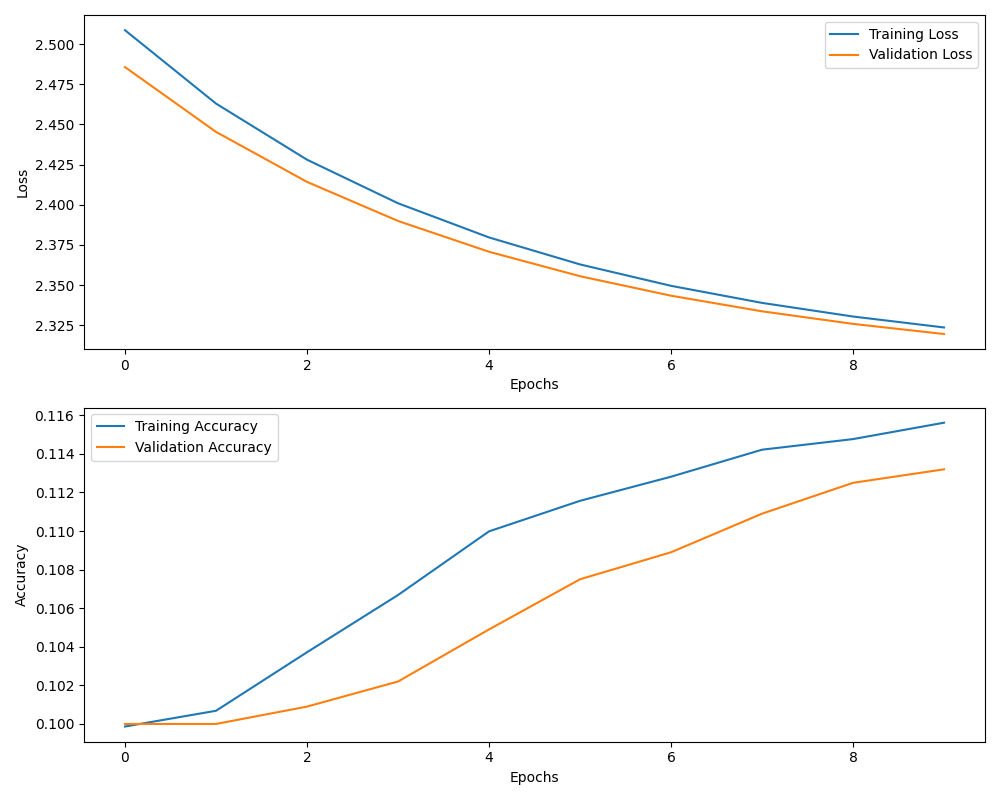 Training Loss
Validation Loss
2.500
2.475
2.450
2.425
2.400
2.375
2.350
2.325
Loss
0 2 4 6 8
Epochs
Training Accuracy
Validation Accuracy
0.116
0.114
0.112
0.110
0.108
0.106
0.104
0.102
0.100
Accuracy
0 2 4 6 8
Epochs